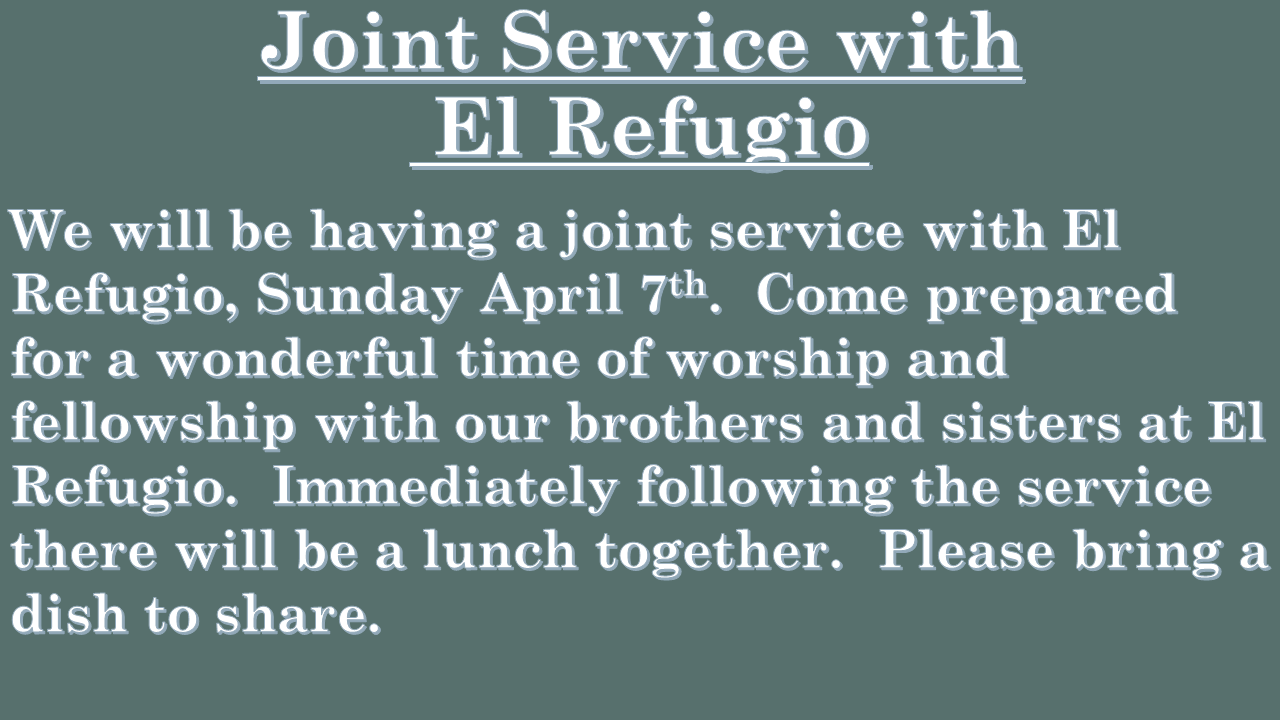 Joint Service with
El Refugio
We will be having a joint service with El
Refugio, Sunday April 7th.  Come prepared
for a wonderful time of worship and
fellowship with our brothers and sisters at El
Refugio.  Immediately following the service
there will be a lunch together.  Please bring a
dish to share.